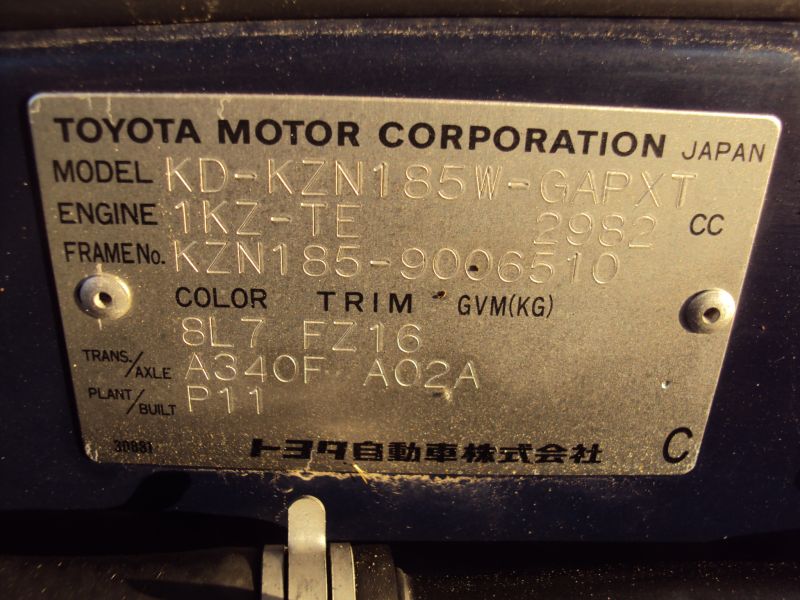 TOYOTA MOTOR CORPORATION JAPAN
MODEL KD-KZN185W-GAPXT
ENGINE 1KZ-TE 2982 CC
FRAME No. KZN185-9006510
COLOR TRIM GVM(KG)
8L7 FZ16
TRANS./AXLE A340F A02A
PLANT/BUILT P11
30881 トヨタ自動車株式会社 C